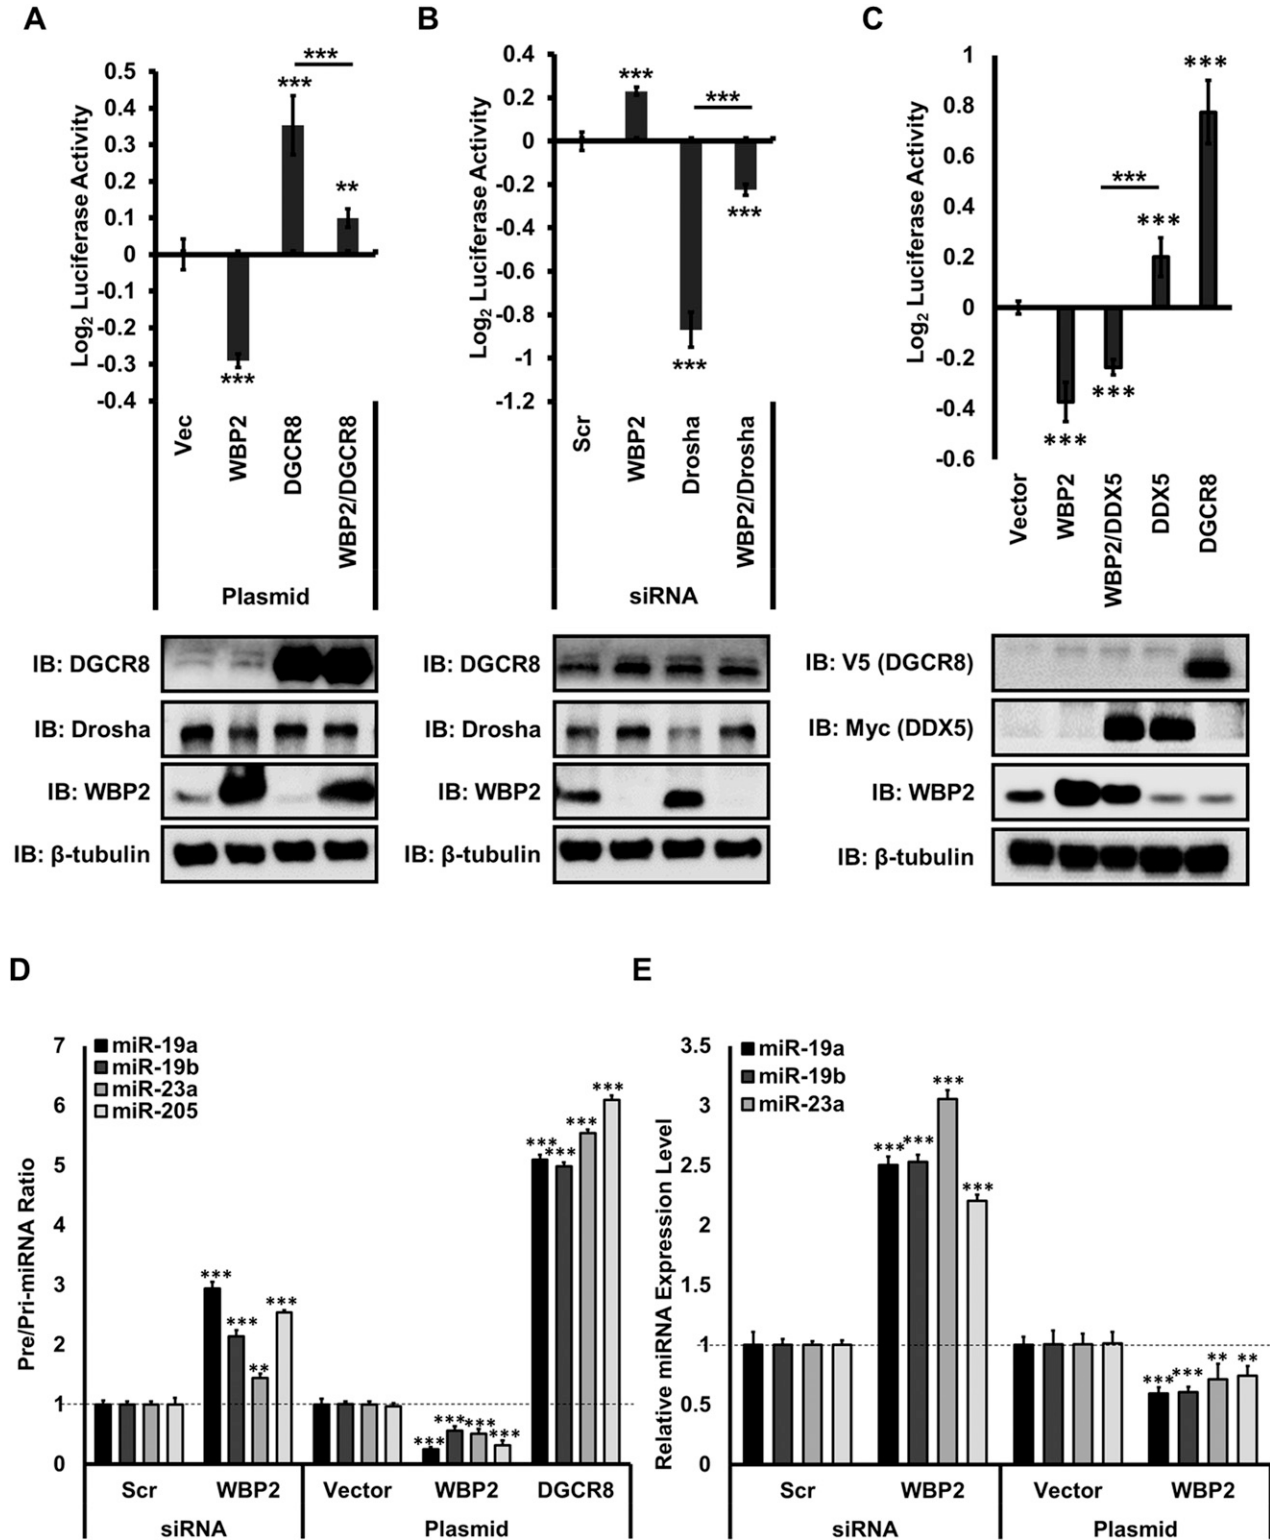 A
Log₂ Luciferase Activity
0.5
0.4
0.3
0.2
0.1
0
-0.1
-0.2
-0.3
-0.4
***
***
***
**
Vec
WBP2
DGCR8
WBP2/DGCR8
Plasmid
IB: DGCR8
IB: Drosha
IB: WBP2
IB: β-tubulin
B
Log₂ Luciferase Activity
0.4
0.2
0
-0.2
-0.4
-0.6
-0.8
-1
-1.2
***
***
***
***
Scr
WBP2
Drosha
WBP2/Drosha
siRNA
IB: DGCR8
IB: Drosha
IB: WBP2
IB: β-tubulin
C
Log₂ Luciferase Activity
1
0.8
0.6
0.4
0.2
0
-0.2
-0.4
-0.6
***
***
***
***
***
Vector
WBP2
WBP2/DDX5
DDX5
DGCR8
IB: V5 (DGCR8)
IB: Myc (DDX5)
IB: WBP2
IB: β-tubulin
D
Pre/Pri-miRNA Ratio
7
6
5
4
3
2
1
0
miR-19a
miR-19b
miR-23a
miR-205
***
***
**
***
***
***
***
***
***
***
***
***
Scr
WBP2
Vector
WBP2
DGCR8
siRNA
Plasmid
E
Relative miRNA Expression Level
3.5
3
2.5
2
1.5
1
0.5
0
miR-19a
miR-19b
miR-23a
***
***
***
***
***
***
**
**
Scr
WBP2
Vector
WBP2
siRNA
Plasmid